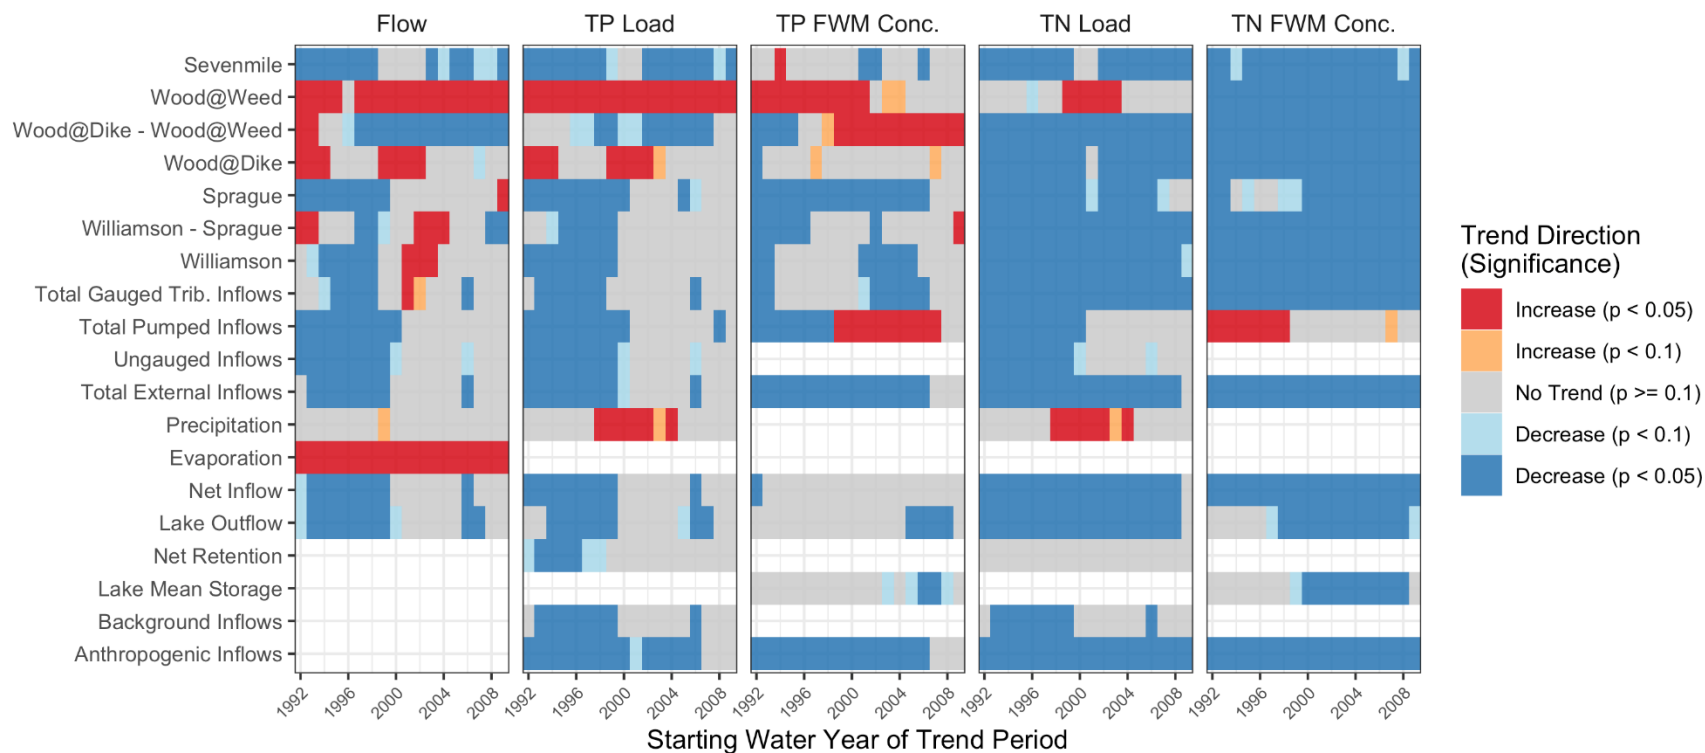 Flow TP Load TP FWM Conc. TN Load TN FWM Conc.
Sevenmile
Wood@Weed
Wood@Dike - Wood@Weed
Wood@Dike
Sprague
Williamson - Sprague
Williamson
Total Gauged Trib. Inflows
Total Pumped Inflows
Ungauged Inflows
Total External Inflows
Precipitation
Evaporation
Net Inflow
Lake Outflow
Net Retention
Lake Mean Storage
Background Inflows
Anthropogenic Inflows
1992 1996 2000 2004 2008 1992 1996 2000 2004 2008 1992 1996 2000 2004 2008 1992 1996 2000 2004 2008 1992 1996 2000 2004 2008
Starting Water Year of Trend Period
Trend Direction
(Significance)
Increase (p < 0.05)
Increase (p < 0.1)
No Trend (p >= 0.1)
Decrease (p < 0.1)
Decrease (p < 0.05)